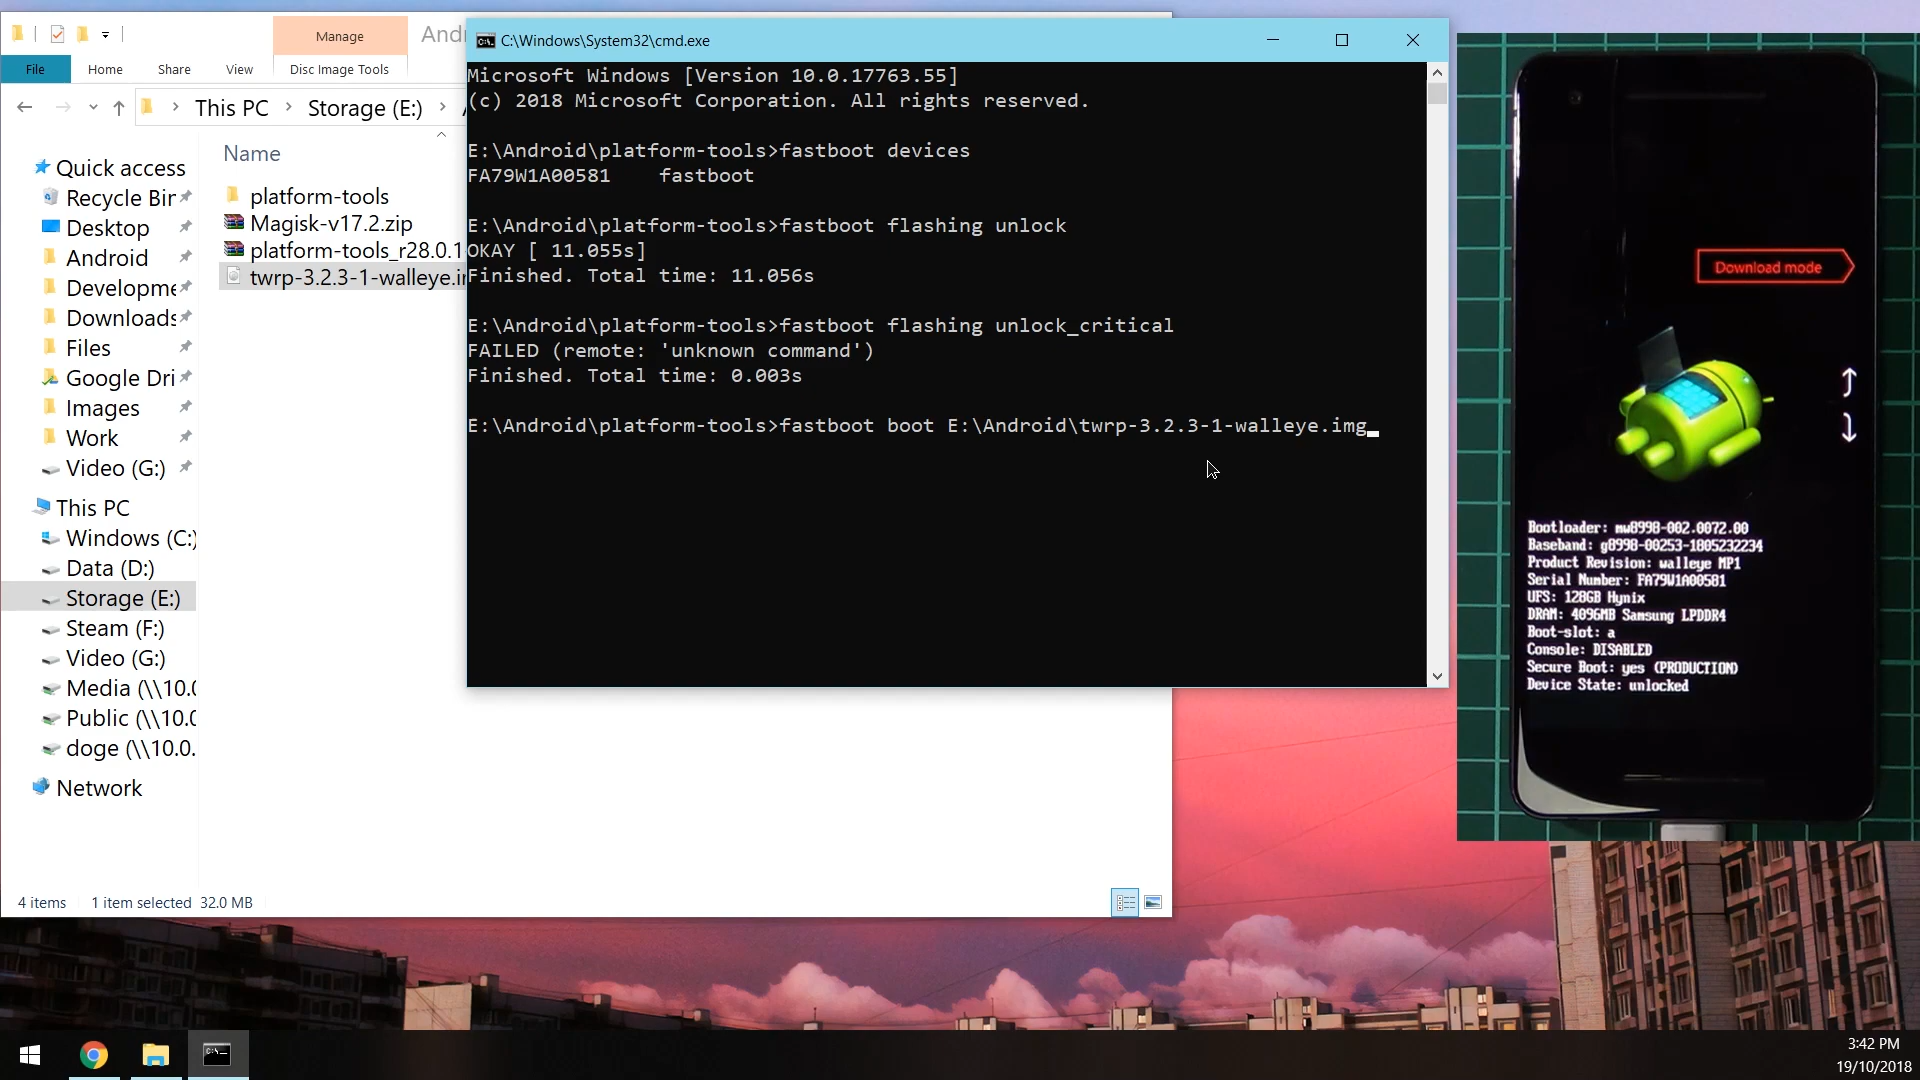 Manage
Andr
File
Home
Share
View
Disc Image Tools
This PC
Storage (E:)
Name
Quick access
Recycle Bin
Desktop
Android
Developme
Downloads
Files
Google Dri
Images
Work
Video (G:)
This PC
Windows (C:)
Data (D:)
Storage (E:)
Steam (F:)
Video (G:)
Media (\\10.0
Public (\\10.0
doge (\\10.0.
Network
platform-tools
Magisk-v17.2.zip
platform-tools_r28.0.1
twrp-3.2.3-1-walleye.im
4 items
1 item selected 32.0 MB
C:\Windows\System32\cmd.exe
Microsoft Windows [Version 10.0.17763.55]
(c) 2018 Microsoft Corporation. All rights reserved.
E:\Android\platform-tools>fastboot devices
FA79W1A00581 fastboot
E:\Android\platform-tools>fastboot flashing unlock
OKAY [ 11.055s]
Finished. Total time: 11.056s
E:\Android\platform-tools>fastboot flashing unlock_critical
FAILED (remote: 'unknown command')
Finished. Total time: 0.003s
E:\Android\platform-tools>fastboot boot E:\Android\twrp-3.2.3-1-walleye.img
Download mode
Bootloader: mw8998-002.0072.00
Baseband: g8998-00253-1805232234
Product Revision: walleye MP1
Serial Number: FA79W1A00581
UFS: 128GB Hynix
DRAM: 4096MB Samsung LPDDR4
Boot-slot: a
Console: DISABLED
Secure Boot: yes (PRODUCTION)
Device State: unlocked
3:42 PM
19/10/2018